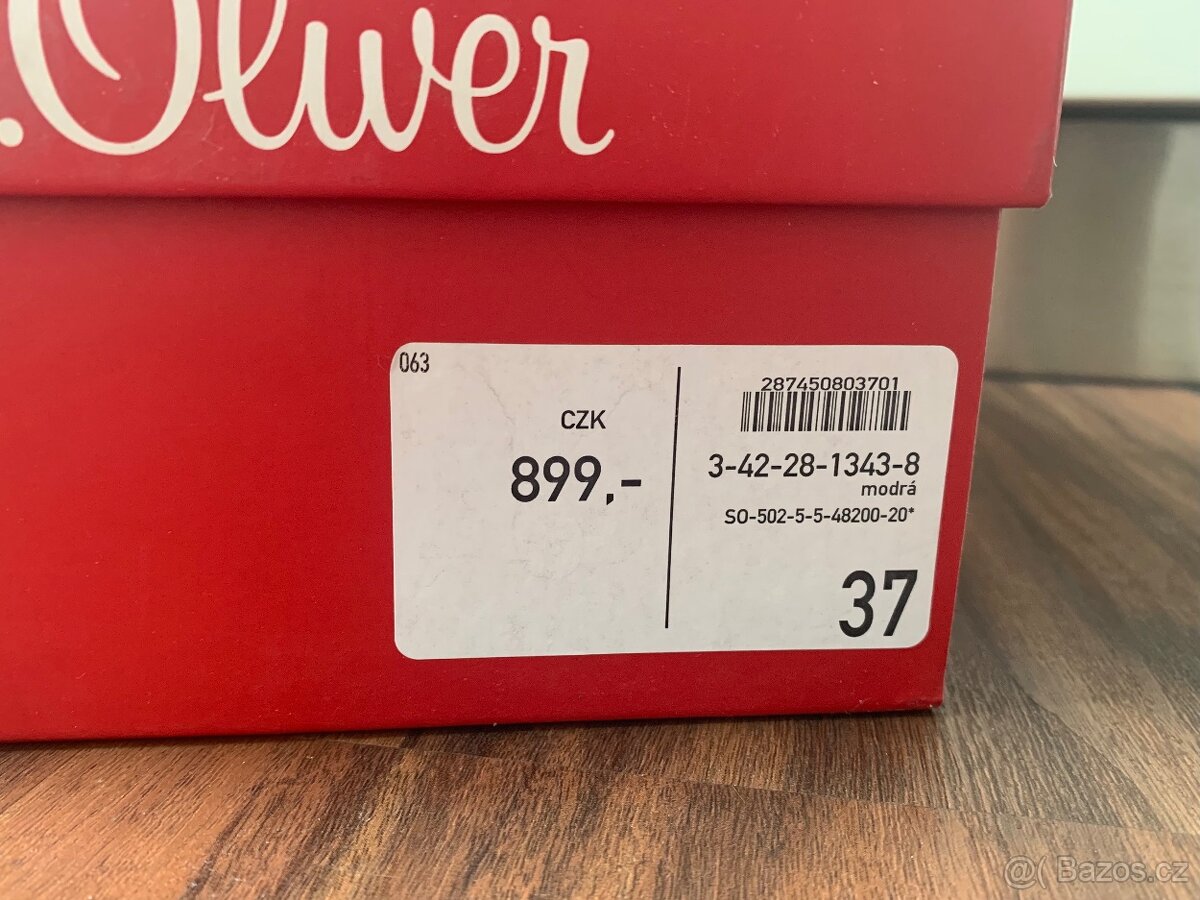 s.Oliver
063
CZK
899,-
287450803701
3-42-28-1343-8
modrá
SO-502-5-5-48200-20*
37
@( Bazos.cz